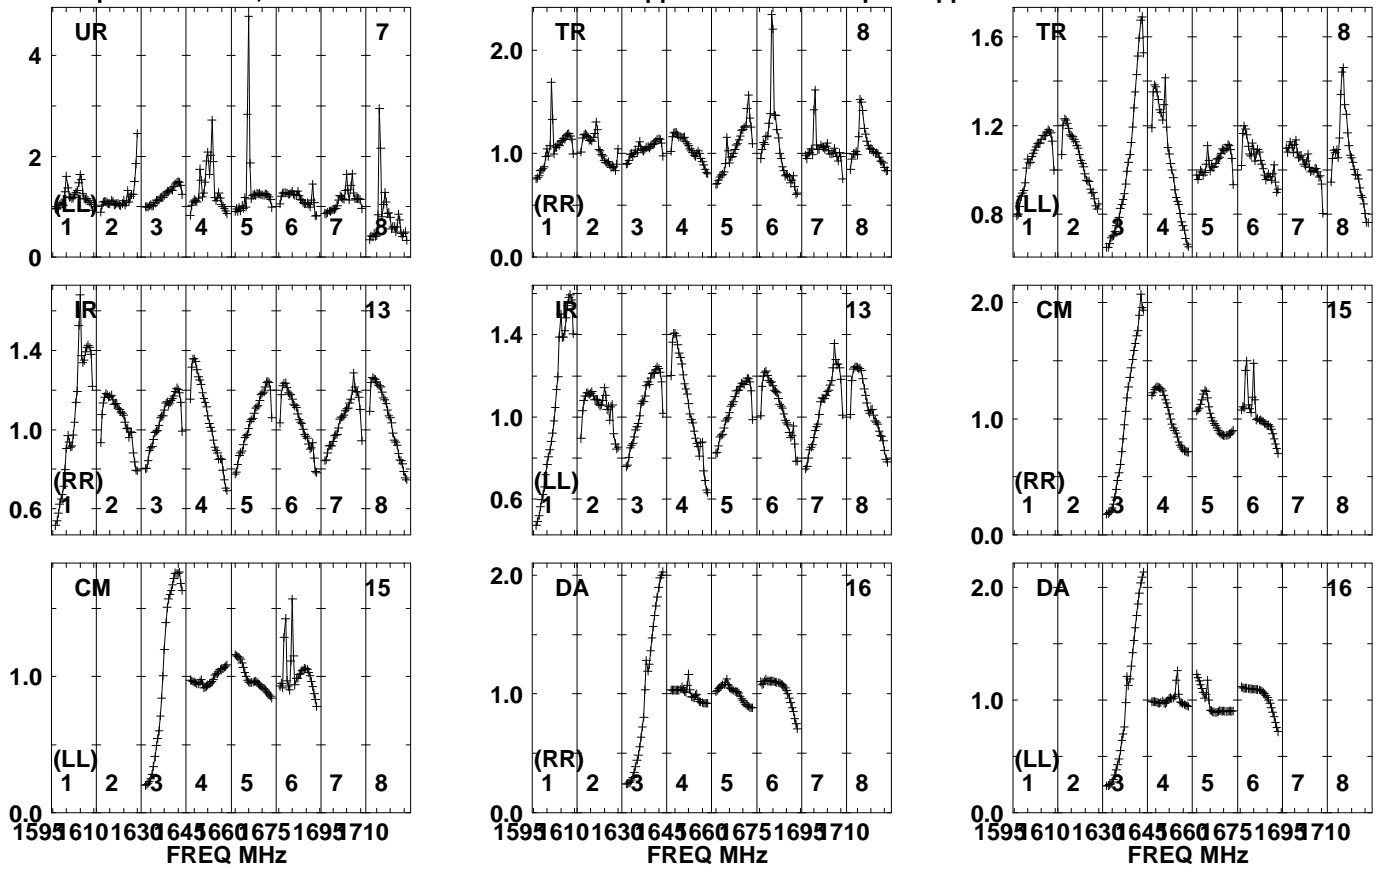 UR 7 TR 8 TR 8
4 2.0 1.6
2 1.0 1.2
(LL) (RR) 0.8 (LL)
1 2 3 4 5 6 7 8 1 2 3 4 5 6 7 8 1 2 3 4 5 6 7 8
0 0.0
IR 13 IR 13 CM 15
1.4 1.4 2.0
1.0 1.0 1.0
(RR) (LL) (RR)
0.6 1 2 3 4 5 6 7 8 0.6 1 2 3 4 5 6 7 8 1 2 3 4 5 6 7 8
0.0
CM 15 DA 16 DA 16
2.0 2.0
1.0 1.0 1.0
(LL) (RR) (LL)
1 2 3 4 5 6 7 8 1 2 3 4 5 6 7 8 1 2 3 4 5 6 7 8
0.0 0.0 0.0
1595 1610 1630 1645 1660 1675 1695 1710 1595 1610 1630 1645 1660 1675 1695 1710 1595 1610 1630 1645 1660 1675 1695 1710
FREQ MHz FREQ MHz FREQ MHz